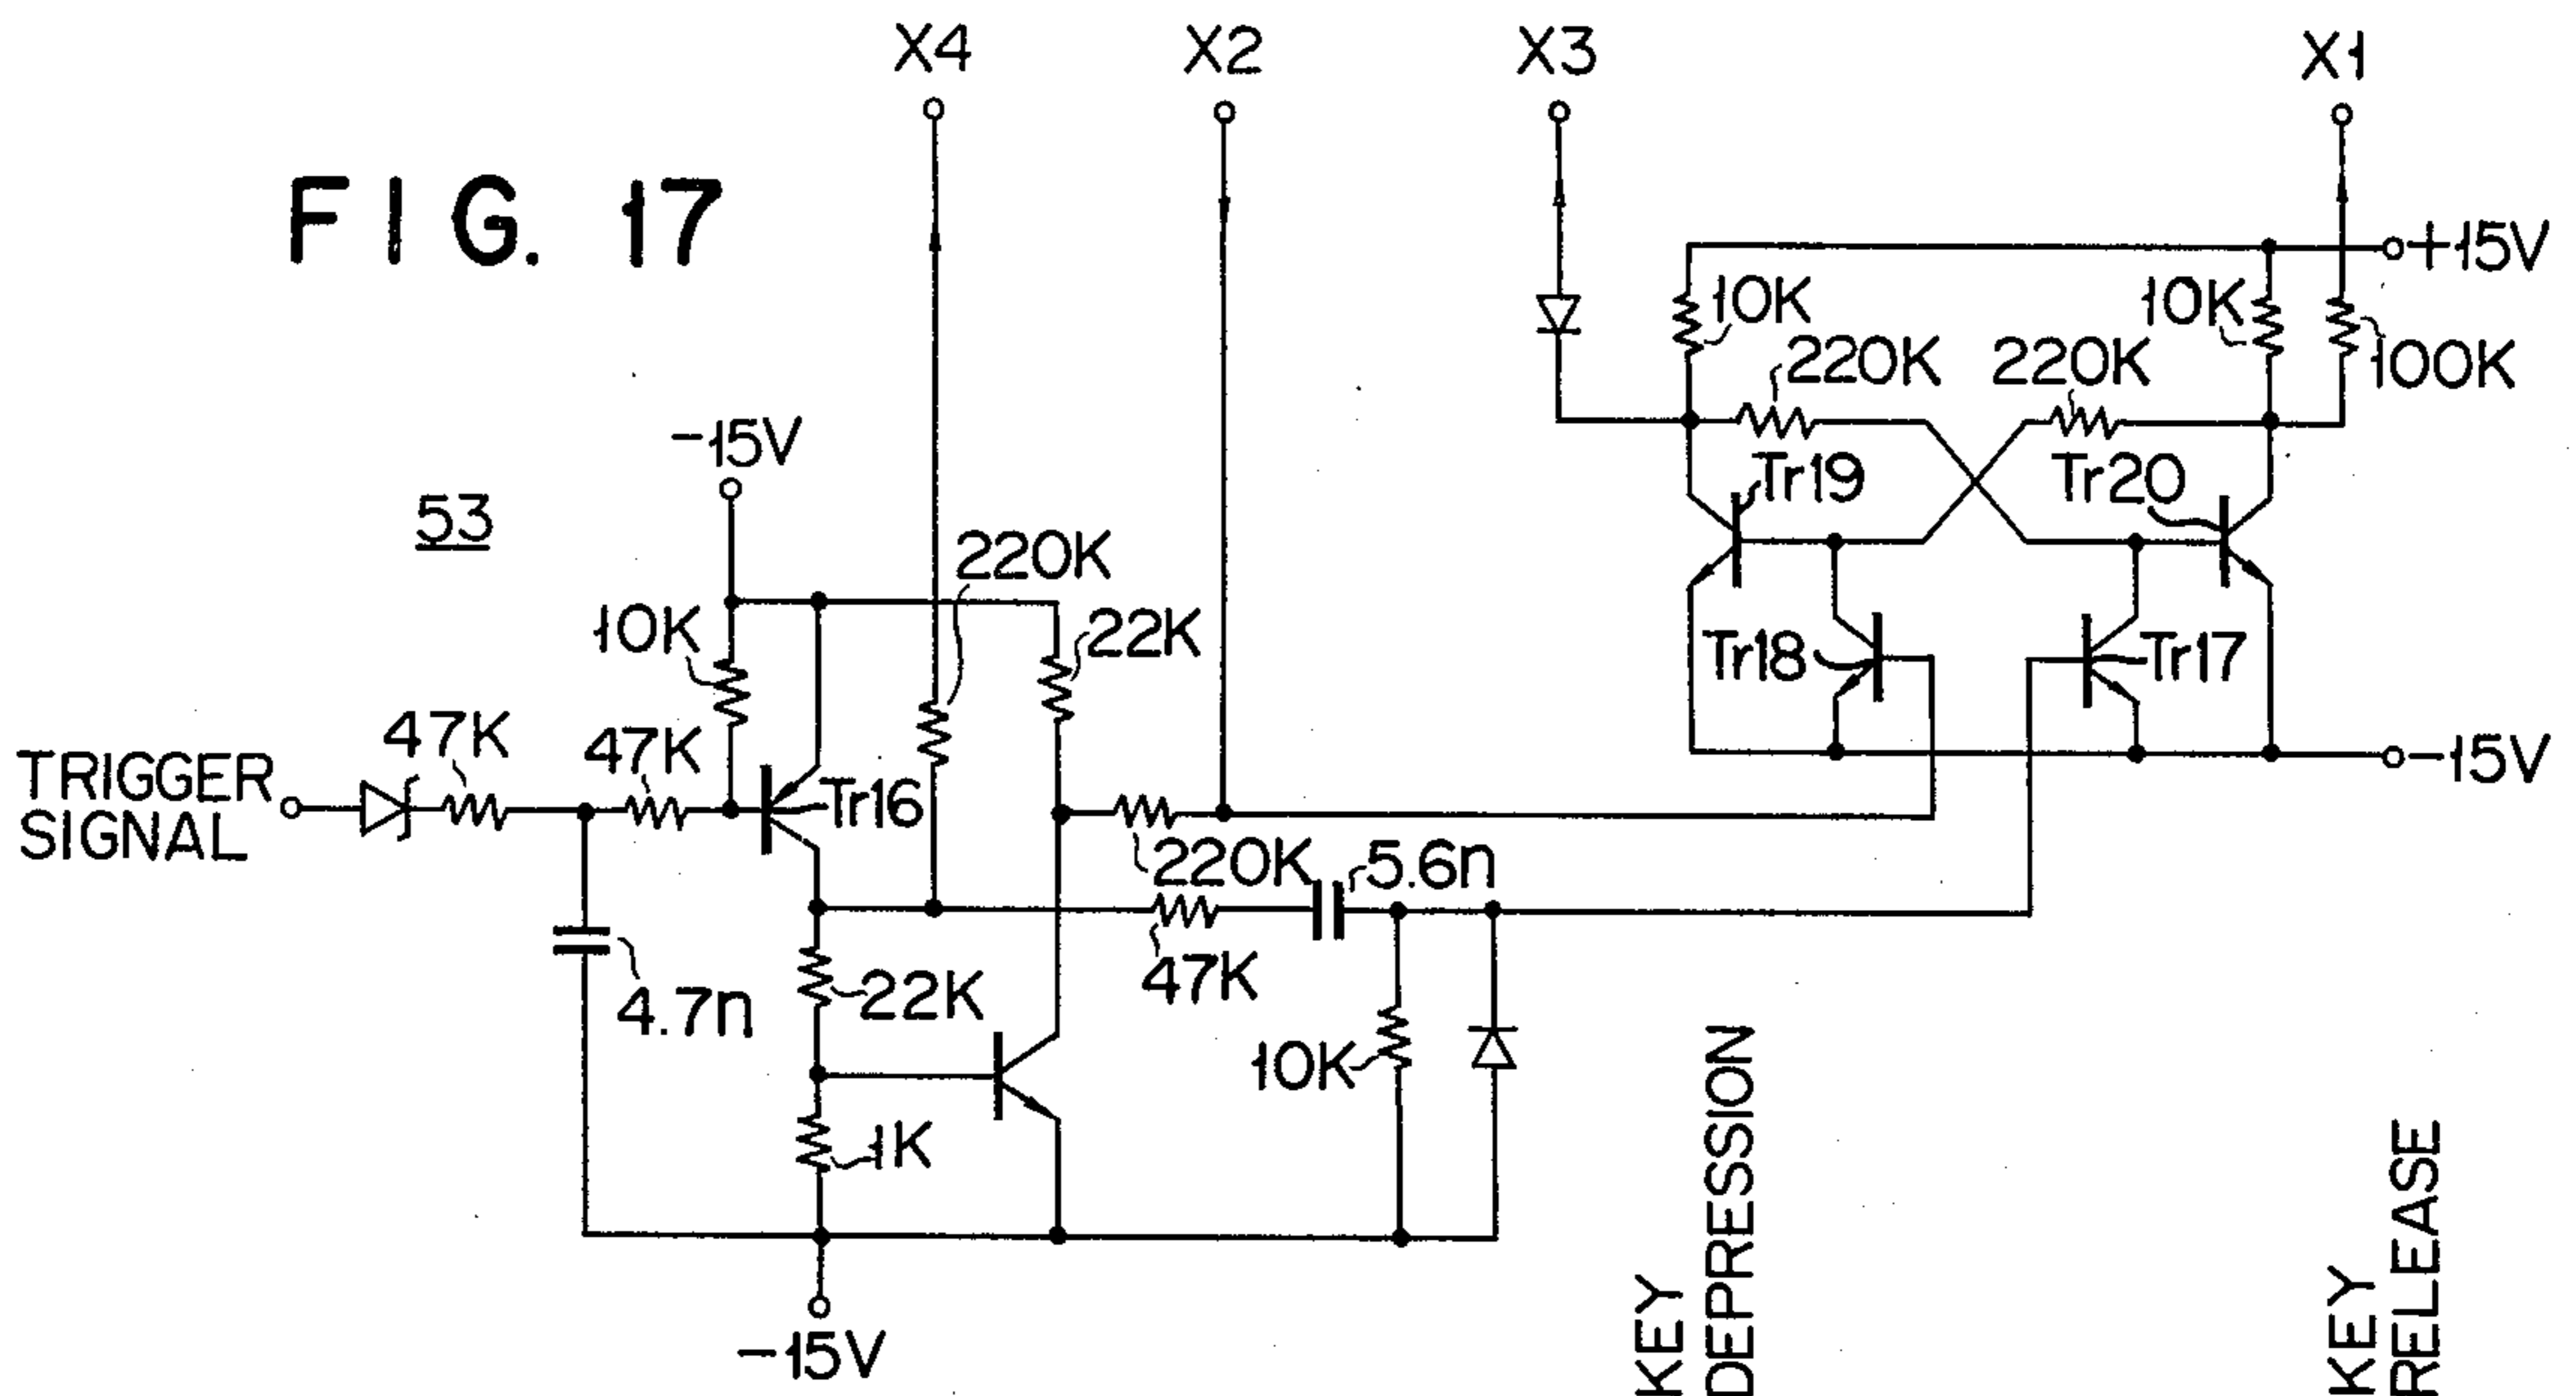 X4
X2
X3
X1
FIG. 17
+15V
10K
10K
220K
220K
100K
-15V
Tr19
Tr20
53
220K
10K
22K
Tr18
Tr17
47K
47K
TRIGGER
SIGNAL
Tr16
-15V
220K
5.6n
47K
22K
4.7n
10K
1K
-15V
KEY
DEPRESSION
KEY
RELEASE